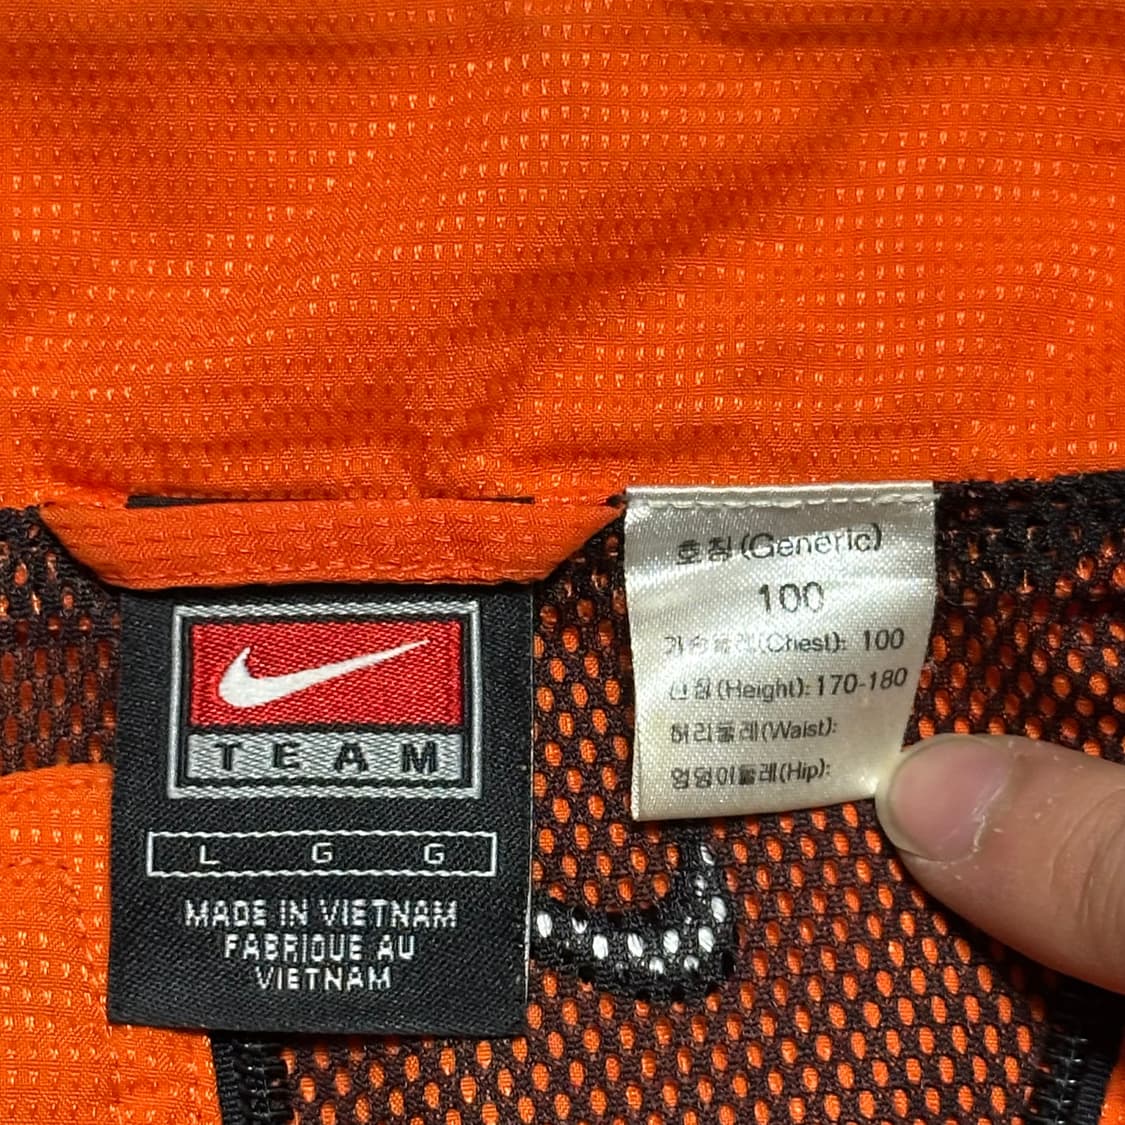 TEAM
L G G
MADE IN VIETNAM
FABRIQUE AU
VIETNAM
호칭(Generic)
100
가슴둘레(Chest): 100
신장(Height):170-180
허리둘레(Waist):
엉덩이둘레(Hip):